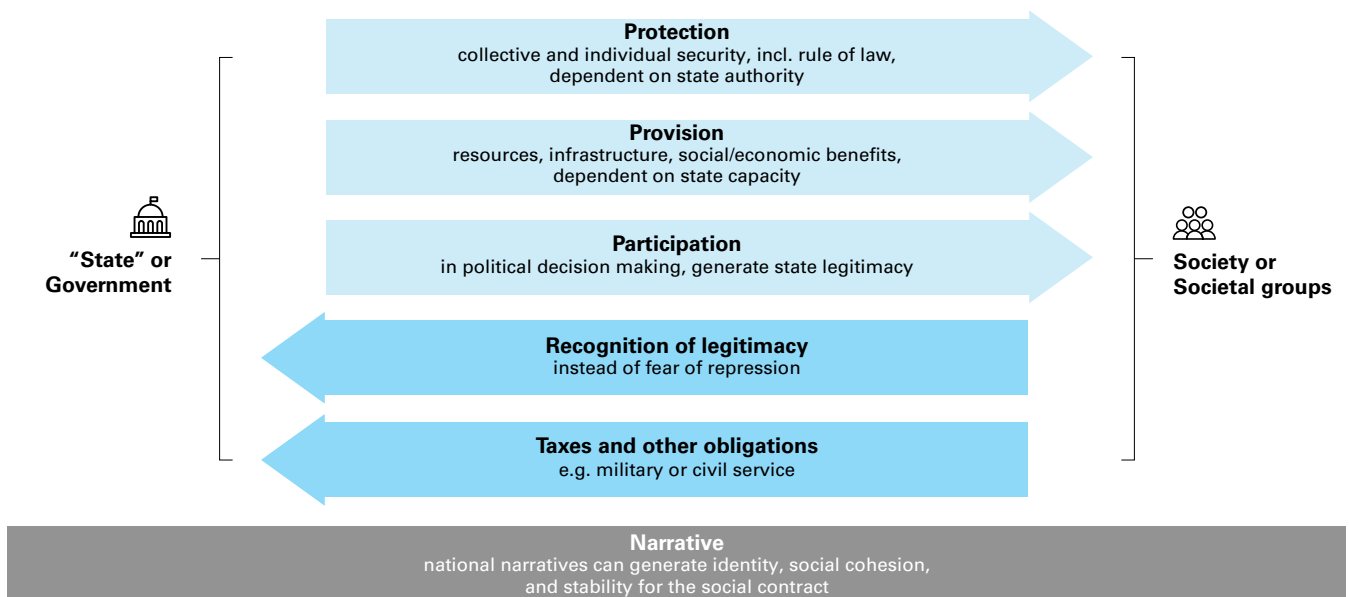 Protection
collective and individual security, incl. rule of law,
dependent on state authority
Provision
resources, infrastructure, social/economic benefits,
dependent on state capacity
Participation
in political decision making, generate state legitimacy
“State” or
Government
Society or
Societal groups
Recognition of legitimacy
instead of fear of repression
Taxes and other obligations
e.g. military or civil service
Narrative
national narratives can generate identity, social cohesion,
and stability for the social contract